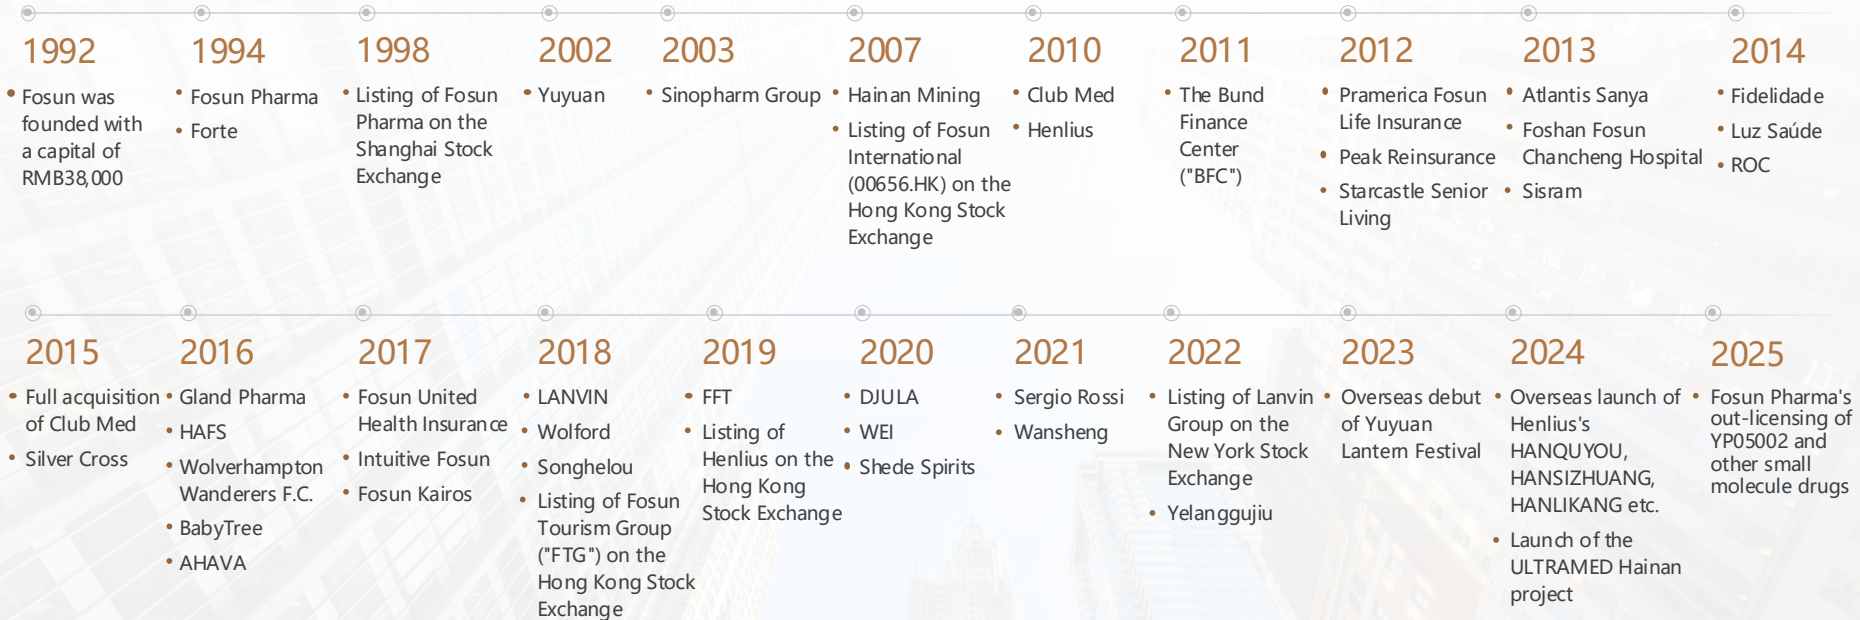 1992
Fosun was
founded with
a capital of
RMB38,000
1994
Fosun Pharma
Forte
1998
Listing of Fosun
Pharma on the
Shanghai Stock
Exchange
2002
Yuyuan
2003
Sinopharm Group
2007
Hainan Mining
Listing of Fosun
International
(00656.HK) on the
Hong Kong Stock
Exchange
2010
Club Med
Henlius
2011
The Bund
Finance
Center
("BFC")
2012
Pramerica Fosun
Life Insurance
Peak Reinsurance
Starcastle Senior
Living
2013
Atlantis Sanya
Foshan Fosun
Chancheng Hospital
Sisram
2014
Fidelidade
Luz Saúde
ROC
2015
Full acquisition
of Club Med
Silver Cross
2016
Gland Pharma
HAFS
Wolverhampton
Wanderers F.C.
BabyTree
AHAVA
2017
Fosun United
Health Insurance
Intuitive Fosun
Fosun Kairos
2018
LANVIN
Wolford
Songhelou
Listing of Fosun
Tourism Group
("FTG") on the
Hong Kong Stock
Exchange
2019
FFT
Listing of
Henlius on the
Hong Kong
Stock Exchange
2020
DJULA
WEI
Shede Spirits
2021
Sergio Rossi
Wansheng
2022
Listing of Lanvin
Group on the
New York Stock
Exchange
Yelanggujiu
2023
Overseas debut
of Yuyuan
Lantern Festival
2024
Overseas launch of
Henlius's
HANQUYOU,
HANSIZHUANG,
HANLIKANG etc.
Launch of the
ULTRAMED Hainan
project
2025
Fosun Pharma's
out-licensing of
YP05002 and
other small
molecule drugs